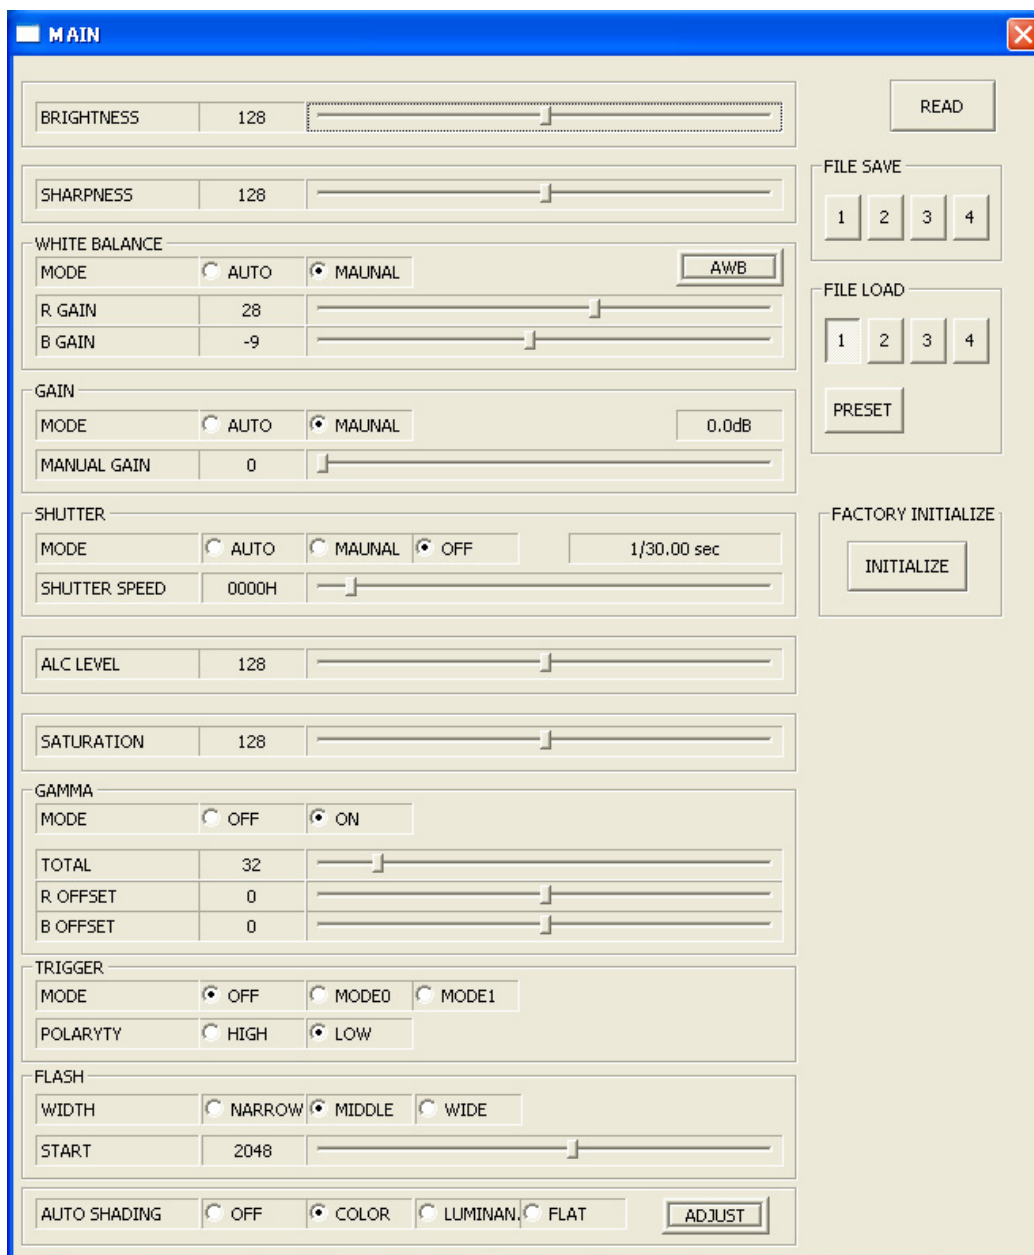 MAIN
BRIGHTNESS 128
READ
SHARPNESS 128
FILE SAVE
1 2 3 4
WHITE BALANCE
MODE AUTO MAUNAL AWB
R GAIN 28
B GAIN -9
FILE LOAD
1 2 3 4
PRESET
GAIN
MODE AUTO MAUNAL 0.0dB
MANUAL GAIN 0
SHUTTER
MODE AUTO MAUNAL OFF 1/30.00 sec
SHUTTER SPEED 0000H
FACTORY INITIALIZE
INITIALIZE
ALC LEVEL 128
SATURATION 128
GAMMA
MODE OFF ON
TOTAL 32
R OFFSET 0
B OFFSET 0
TRIGGER
MODE OFF MODE0 MODE1
POLARYTY HIGH LOW
FLASH
WIDTH NARROW MIDDLE WIDE
START 2048
AUTO SHADING OFF COLOR LUMINAN. FLAT ADJUST